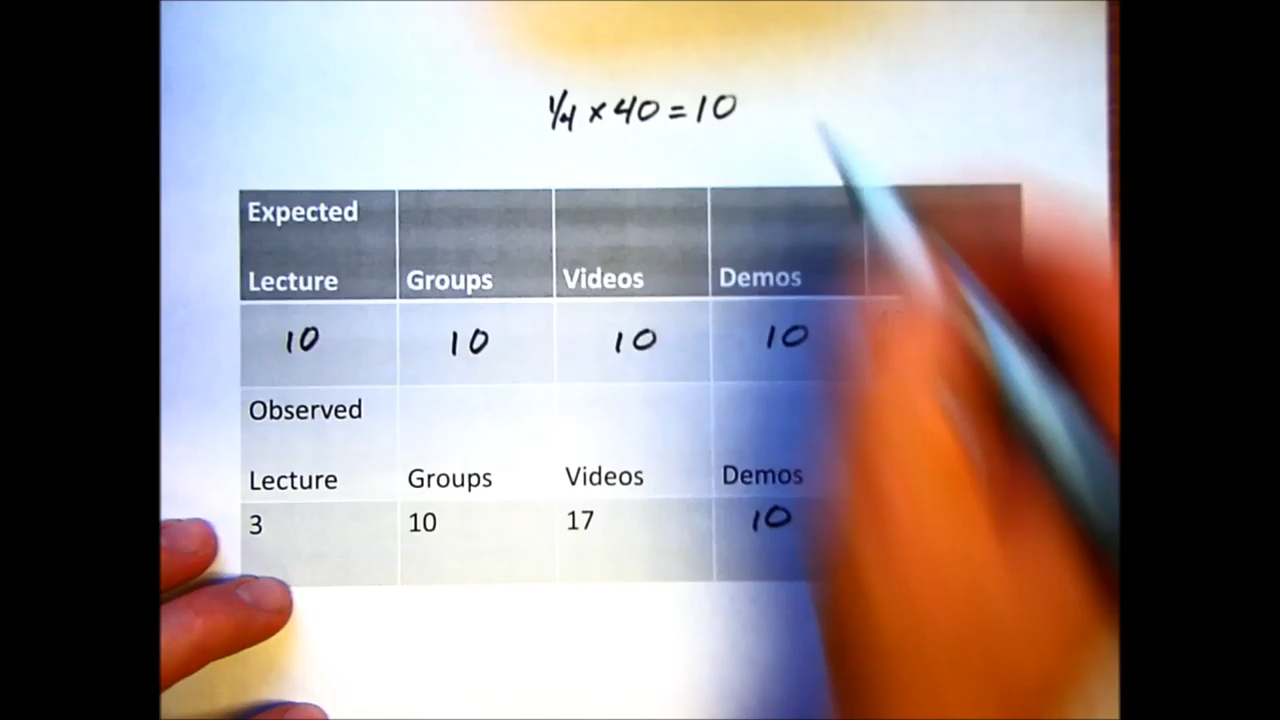 1/4 × 40 = 10
Expected
Lecture Groups Videos Demos
10 10 10 10
Observed
Lecture Groups Videos Demos
3 10 17 10